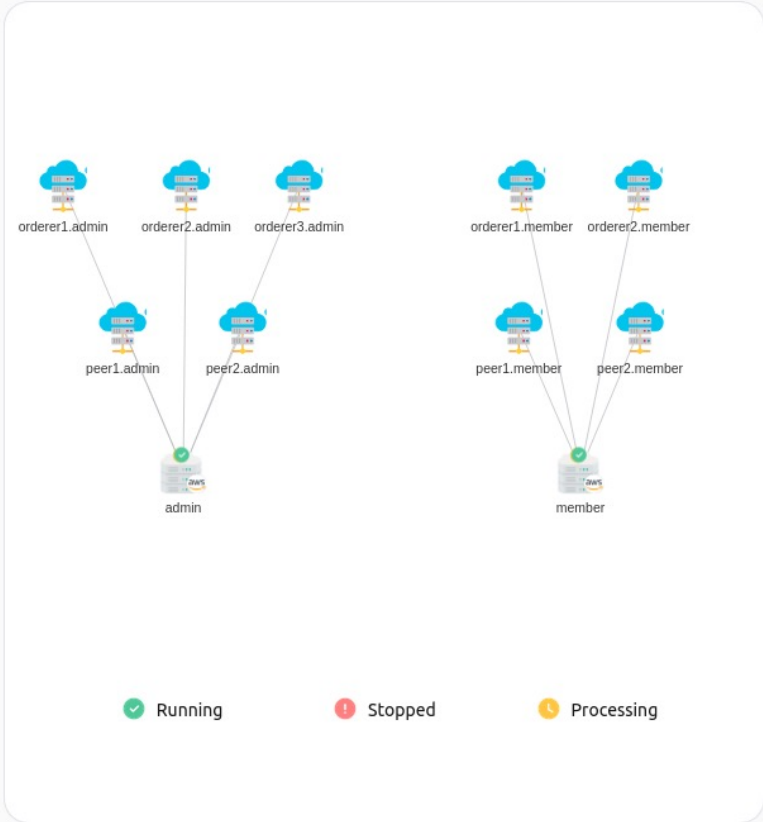 orderer1.admin orderer2.admin orderer3.admin orderer1.member orderer2.member
peer1.admin peer2.admin peer1.member peer2.member
aws aws
admin member
Running Stopped Processing